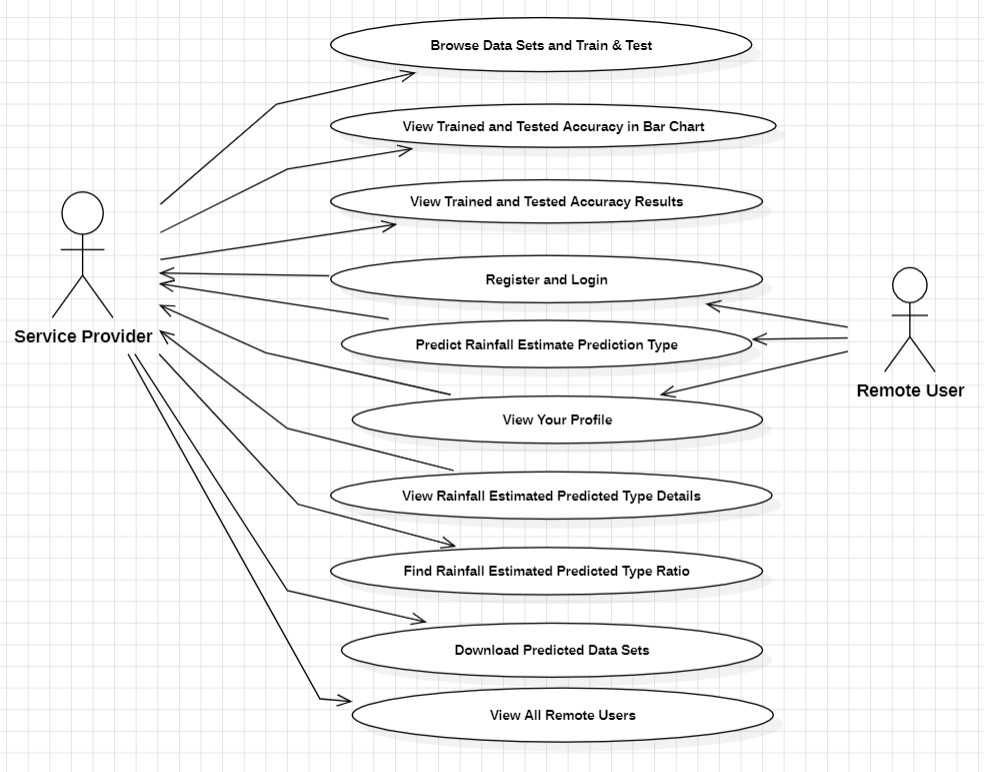 Browse Data Sets and Train & Test
View Trained and Tested Accuracy in Bar Chart
View Trained and Tested Accuracy Results
Register and Login
Service Provider
Predict Rainfall Estimate Prediction Type
Remote User
View Your Profile
View Rainfall Estimated Predicted Type Details
Find Rainfall Estimated Predicted Type Ratio
Download Predicted Data Sets
View All Remote Users